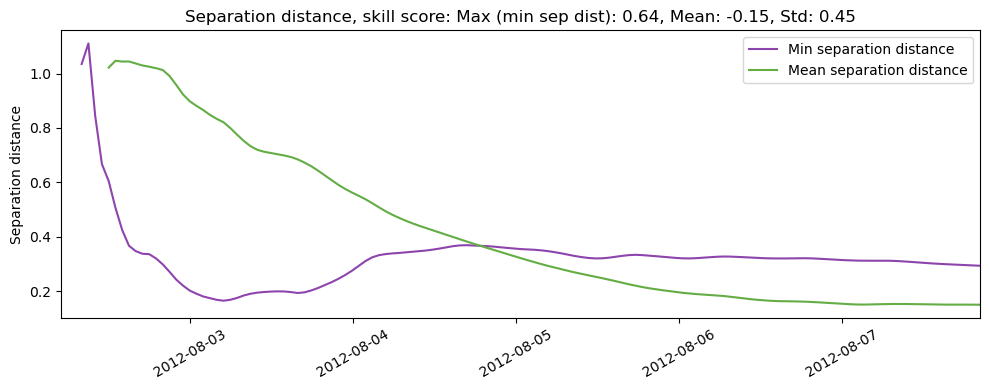 Separation distance, skill score: Max (min sep dist): 0.64, Mean: -0.15, Std: 0.45
Min separation distance
Mean separation distance
Separation distance
1.0
0.8
0.6
0.4
0.2
2012-08-03
2012-08-04
2012-08-05
2012-08-06
2012-08-07